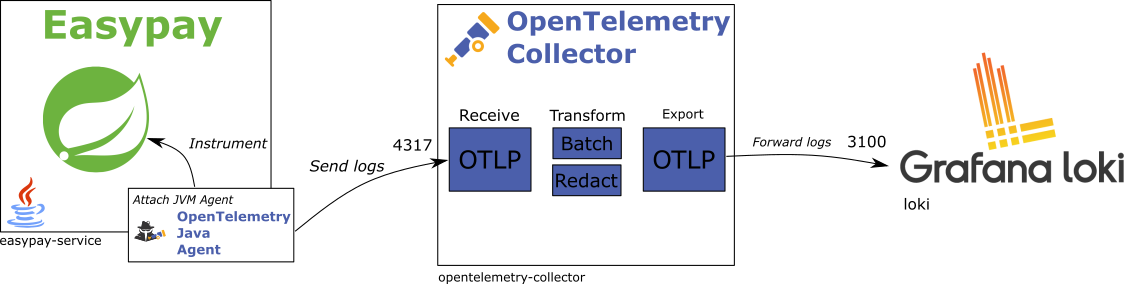 Easypay
Instrument
Attach JVM Agent
OpenTelemetry
Java
Agent
easypay-service
Send logs
4317
OpenTelemetry
Collector
Receive
OTLP
Transform
Batch
Redact
Export
OTLP
opentelemetry-collector
Forward logs
3100
Grafana loki
loki